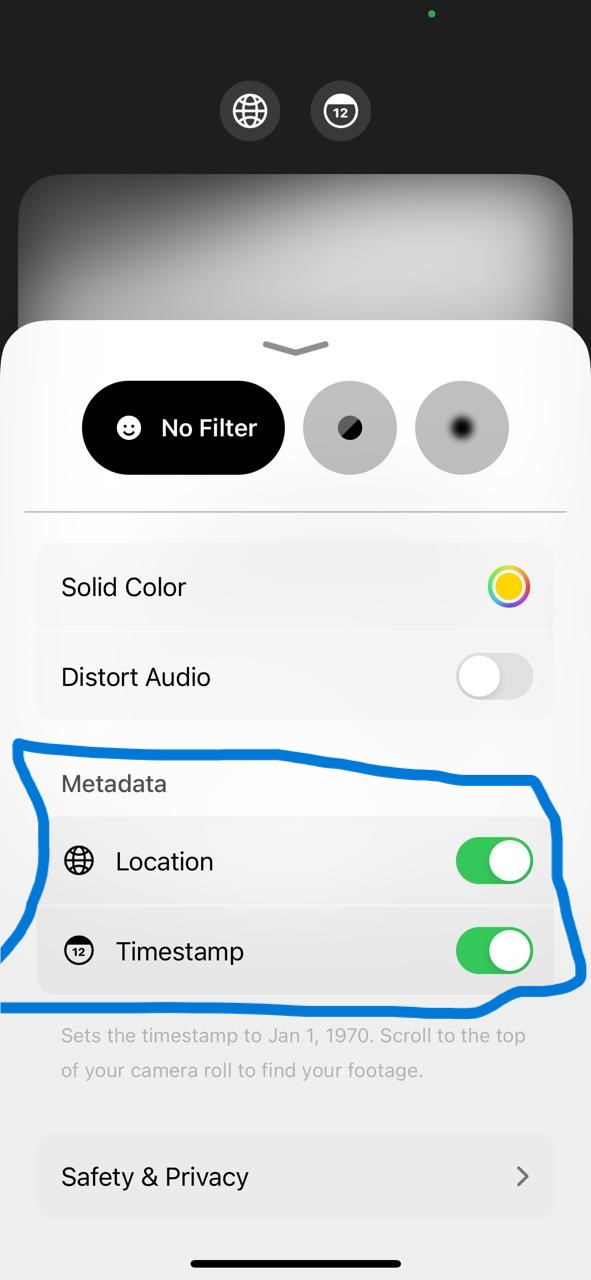 12
No Filter
Solid Color
Distort Audio
Metadata
Location
12 Timestamp
Sets the timestamp to Jan 1, 1970. Scroll to the top
of your camera roll to find your footage.
Safety & Privacy